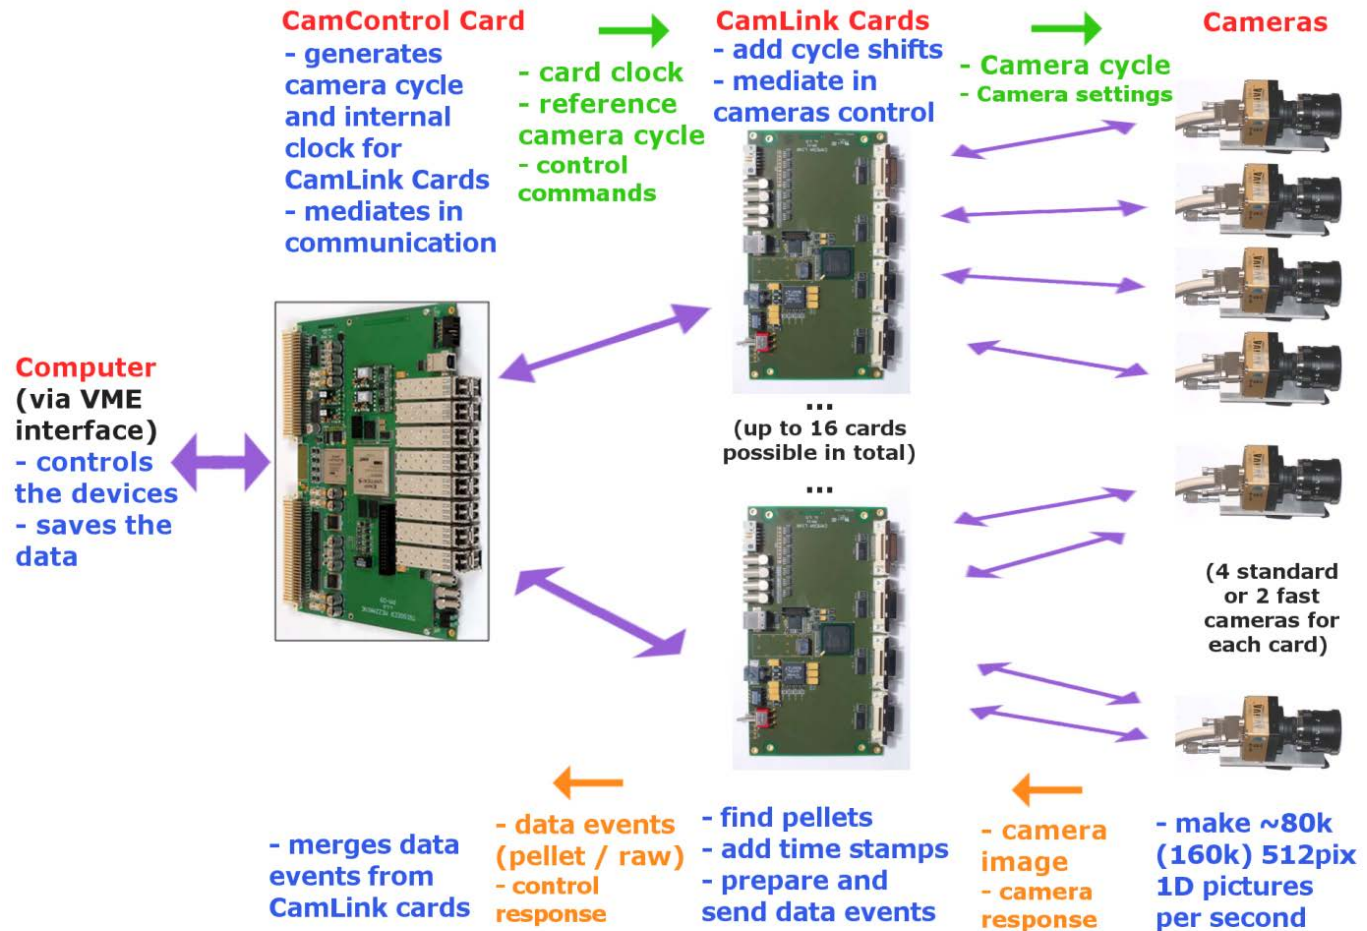 CamControl Card
- generates
camera cycle
and internal
clock for
CamLink Cards
- mediates in
communication
- card clock
- reference
camera cycle
- control
commands
CamLink Cards
- add cycle shifts
- mediate in
cameras control
- Camera cycle
- Camera settings
Cameras
Computer
(via VME
interface)
- controls
the devices
- saves the
data
...
(up to 16 cards
possible in total)
...
(4 standard
or 2 fast
cameras for
each card)
- merges data
events from
CamLink cards
- data events
(pellet / raw)
- control
response
- find pellets
- add time stamps
- prepare and
send data events
- camera
image
- camera
response
- make ~80k
(160k) 512pix
1D pictures
per second